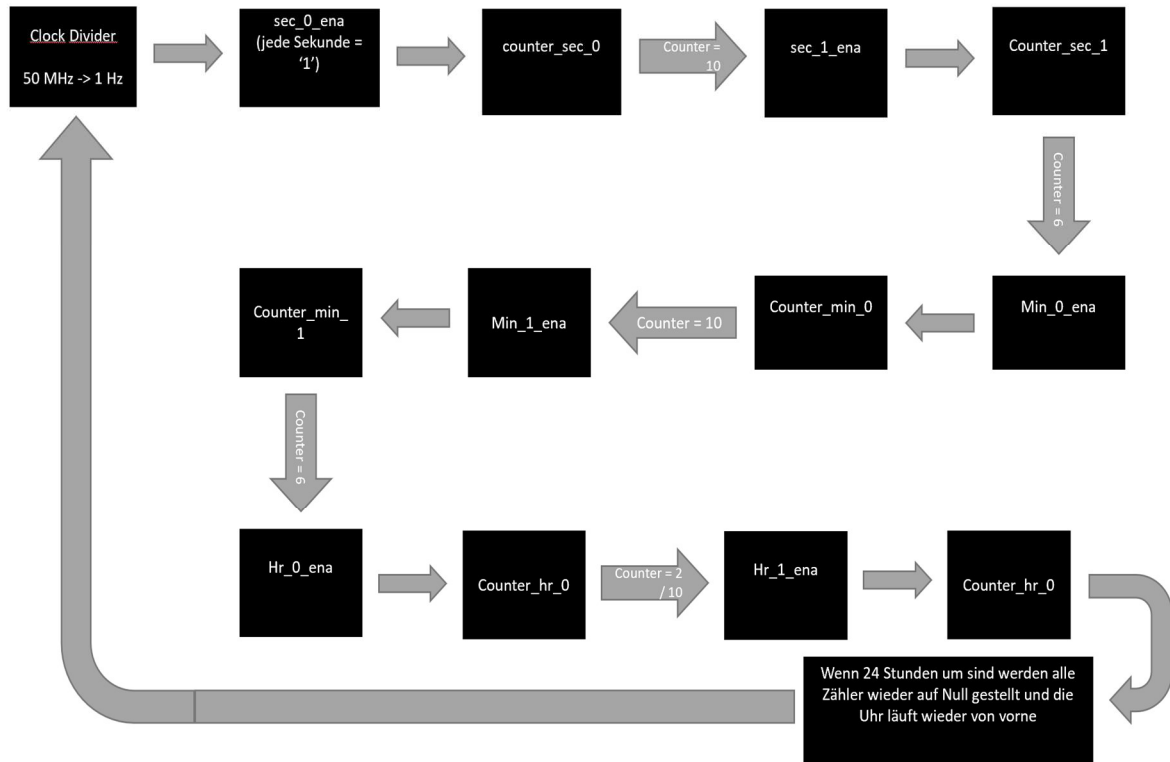 Clock Divider
50 MHz -> 1 Hz
sec_0_ena
(jede Sekunde =
‘1’)
counter_sec_0
Counter =
10
sec_1_ena
Counter_sec_1
Counter = 6
Min_0_ena
Counter_min_0
Counter = 10
Min_1_ena
Counter_min_
1
Counter = 6
Hr_0_ena
Counter_hr_0
Counter = 2
/ 10
Hr_1_ena
Counter_hr_0
Wenn 24 Stunden um sind werden alle
Zähler wieder auf Null gestellt und die
Uhr läuft wieder von vorne